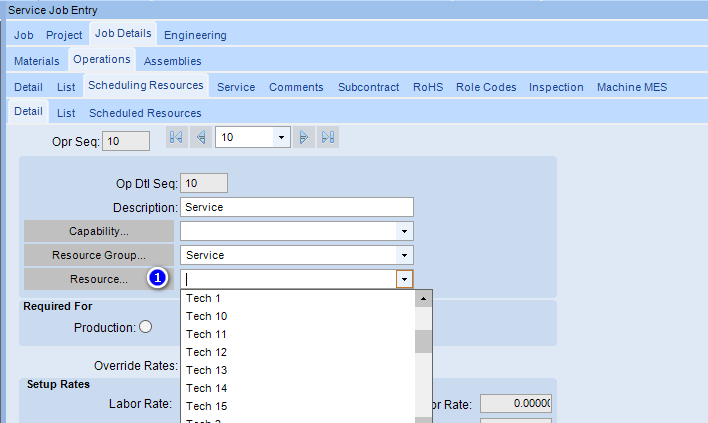 Service Job Entry
Job Project Job Details Engineering
Materials Operations Assemblies
Detail List Scheduling Resources Service Comments Subcontract RoHS Role Codes Inspection Machine MES
Detail List Scheduled Resources
Opr Seq: 10 10
Op Dtl Seq: 10
Description: Service
Capability...
Resource Group... Service
Resource... 1
Tech 1
Required For
Tech 10
Production: Tech 11
Tech 12
Override Rates: Tech 13
Setup Rates Tech 14
Labor Rate: Tech 15 or Rate: 0.0000